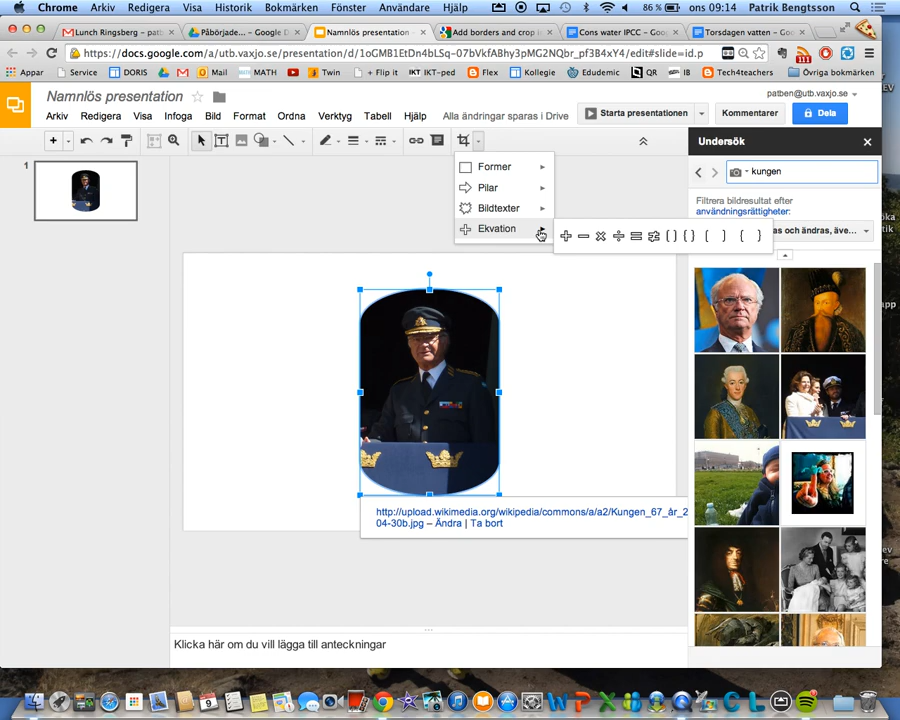 Chrome Arkiv Redigera Visa Historik Bokmärken Fönster Användare Hjälp 86 % ons 09:14 Patrik Bengtsson
Lunch Ringsberg - patb Påbörjade... - Google D Namnlös presentation - Add borders and crop i Cons water IPCC - Goo Torsdagen vatten - Goo
https://docs.google.com/a/utb.vaxjo.se/presentation/d/1oGMB1EtDn4bLSq-07bVkfABhy3pMG2NQbr_pf3B4xY4/edit#slide=id.p
Appar Service DORIS Mail MATH Twin + Flip it IKT IKT-ped Flex Kollegie Edudemic QR IB Tech4teachers Övriga bokmärken
Namnlös presentation
patben@utb.vaxjo.se
Arkiv Redigera Visa Infoga Bild Format Ordna Verktyg Tabell Hjälp Alla ändringar sparas i Drive
Starta presentationen Kommentarer Dela
Undersök
Former
Pilar
Bildtexter
Ekvation
kungen
Filtrera bildresultat efter
användningsrättigheter:
as och ändras, äve...
1
http://upload.wikimedia.org/wikipedia/commons/a/a2/Kungen_67_år_2
04-30b.jpg – Ändra | Ta bort
Klicka här om du vill lägga till anteckningar